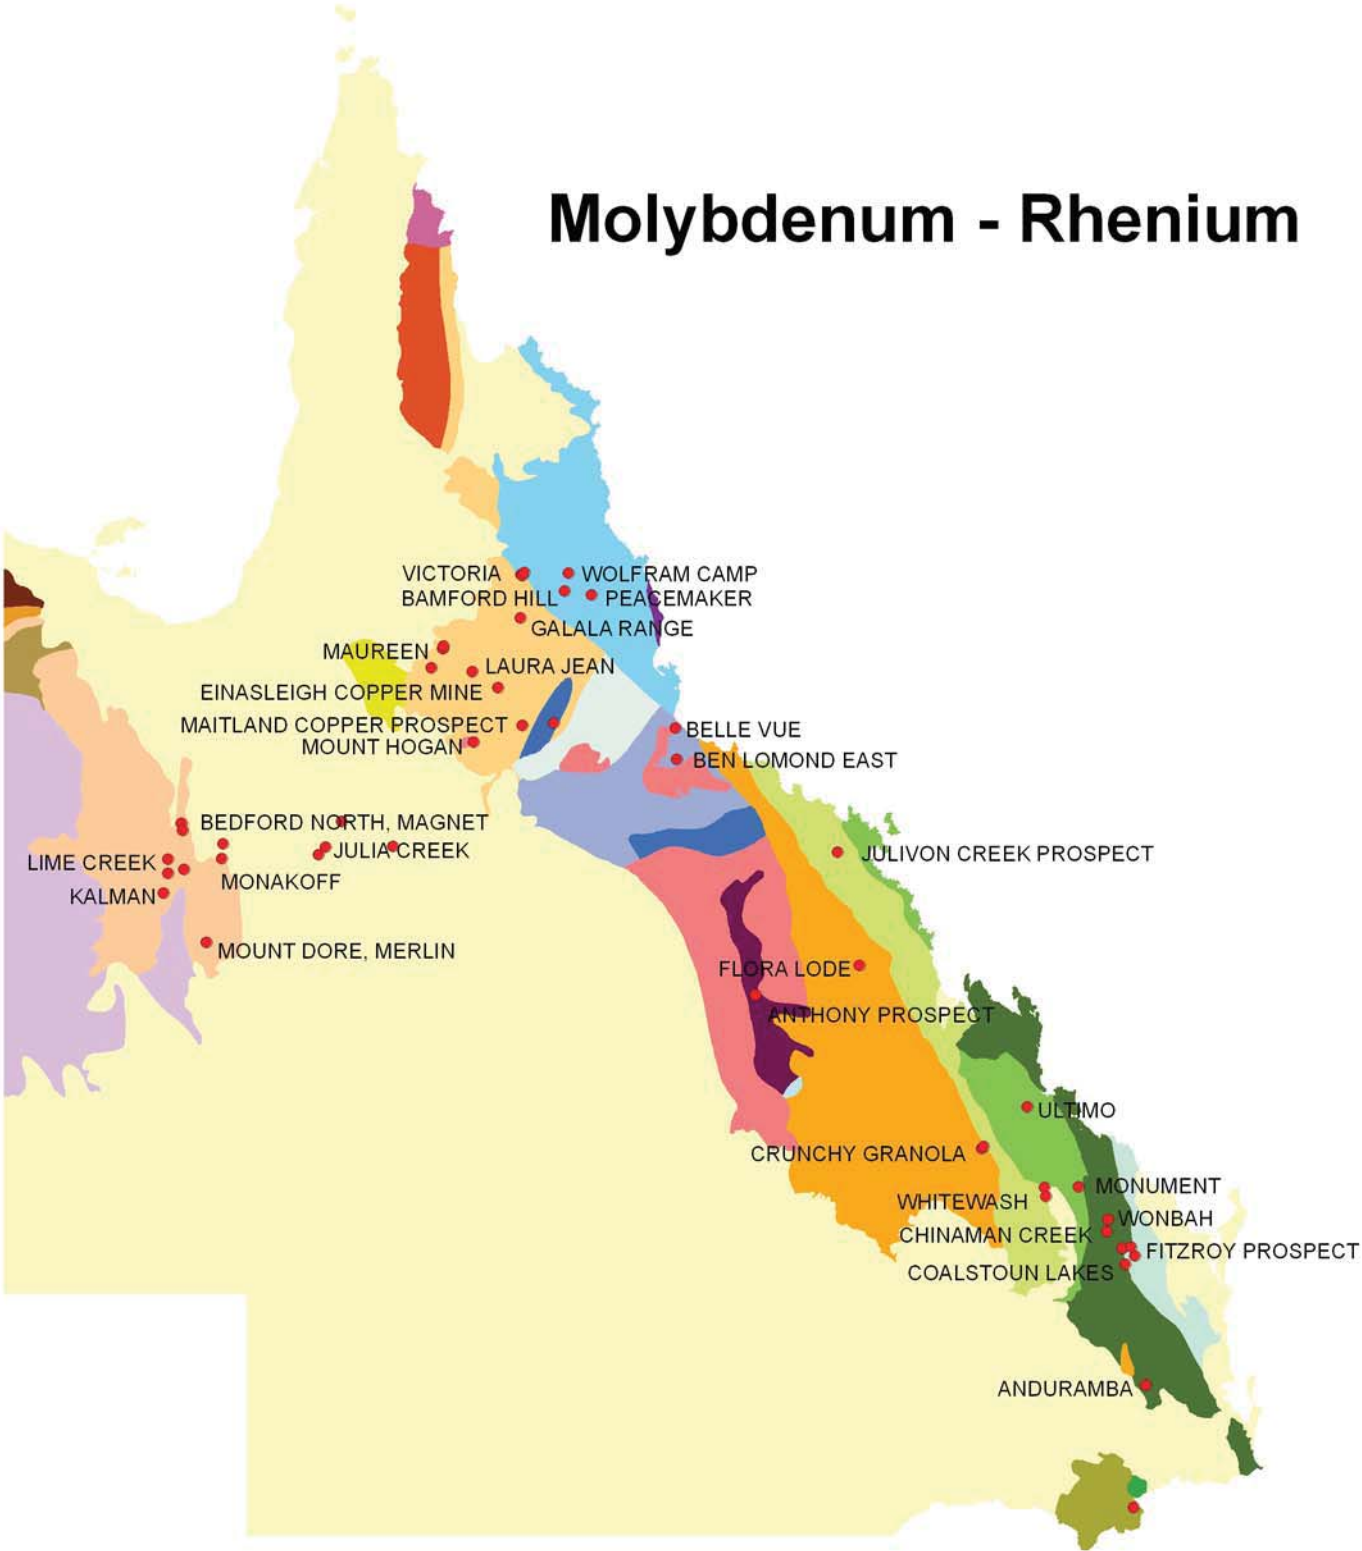 Molybdenum - Rhenium
VICTORIA
WOLFRAM CAMP
BAMFORD HILL
PEACEMAKER
GALALA RANGE
MAUREEN
LAURA JEAN
EINASLEIGH COPPER MINE
MAITLAND COPPER PROSPECT
BELLE VUE
MOUNT HOGAN
BEN LOMOND EAST
BEDFORD NORTH, MAGNET
JULIA CREEK
JULIVON CREEK PROSPECT
LIME CREEK
MONAKOFF
KALMAN
MOUNT DORE, MERLIN
FLORA LODE
ANTHONY PROSPECT
ULTIMO
CRUNCHY GRANOLA
MONUMENT
WHITEWASH
WONBAH
CHINAMAN CREEK
FITZROY PROSPECT
COALSTOUN LAKES
ANDURAMBA